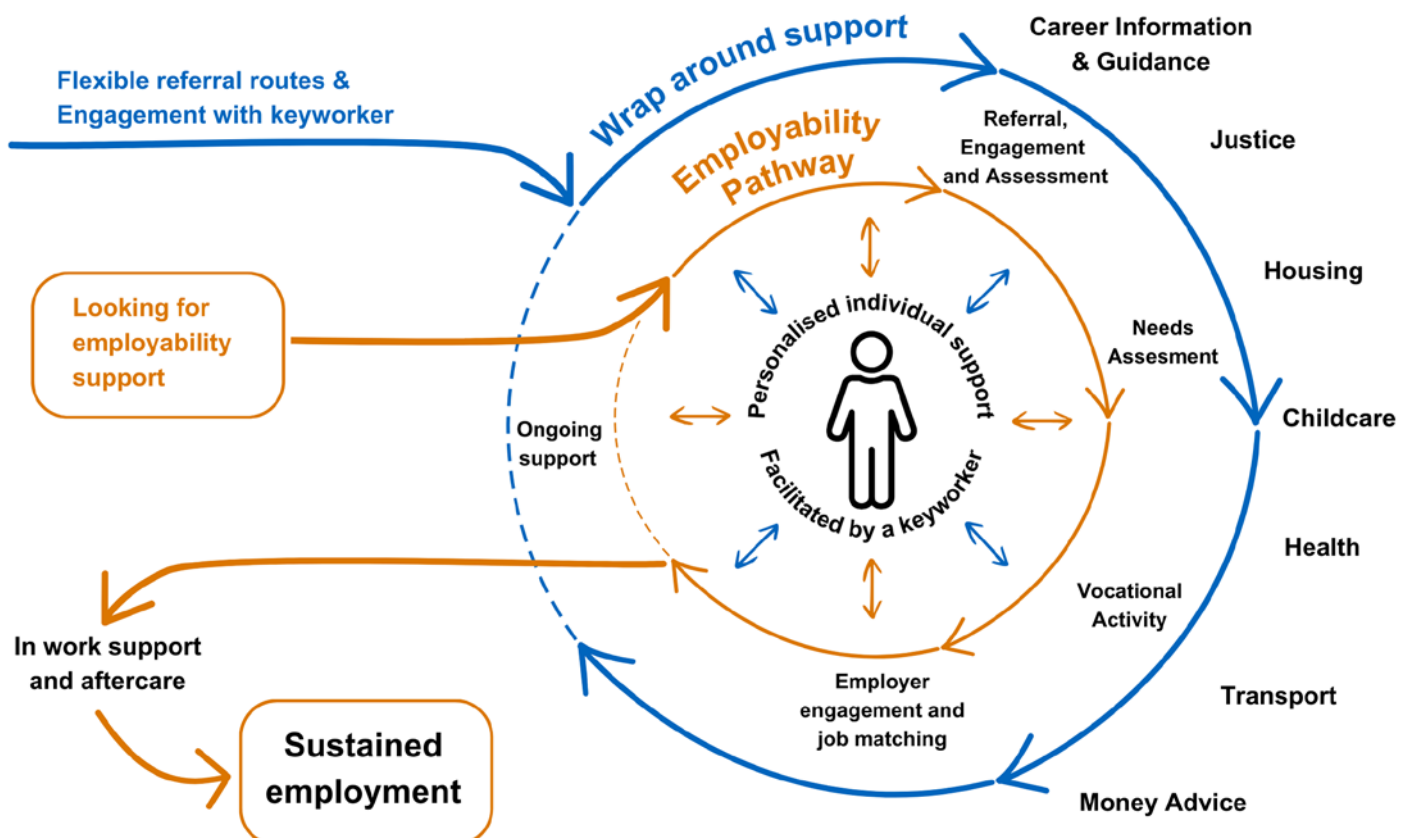 Flexible referral routes &
Engagement with keyworker
Wrap around support
Employability
Pathway
Career Information
& Guidance
Justice
Housing
Childcare
Health
Transport
Money Advice
Referral,
Engagement
and Assessment
Needs
Assesment
Vocational
Activity
Employer
engagement and
job matching
Ongoing
support
Personalised individual support
Facilitated by a keyworker
Looking for
employability
support
In work support
and aftercare
Sustained
employment